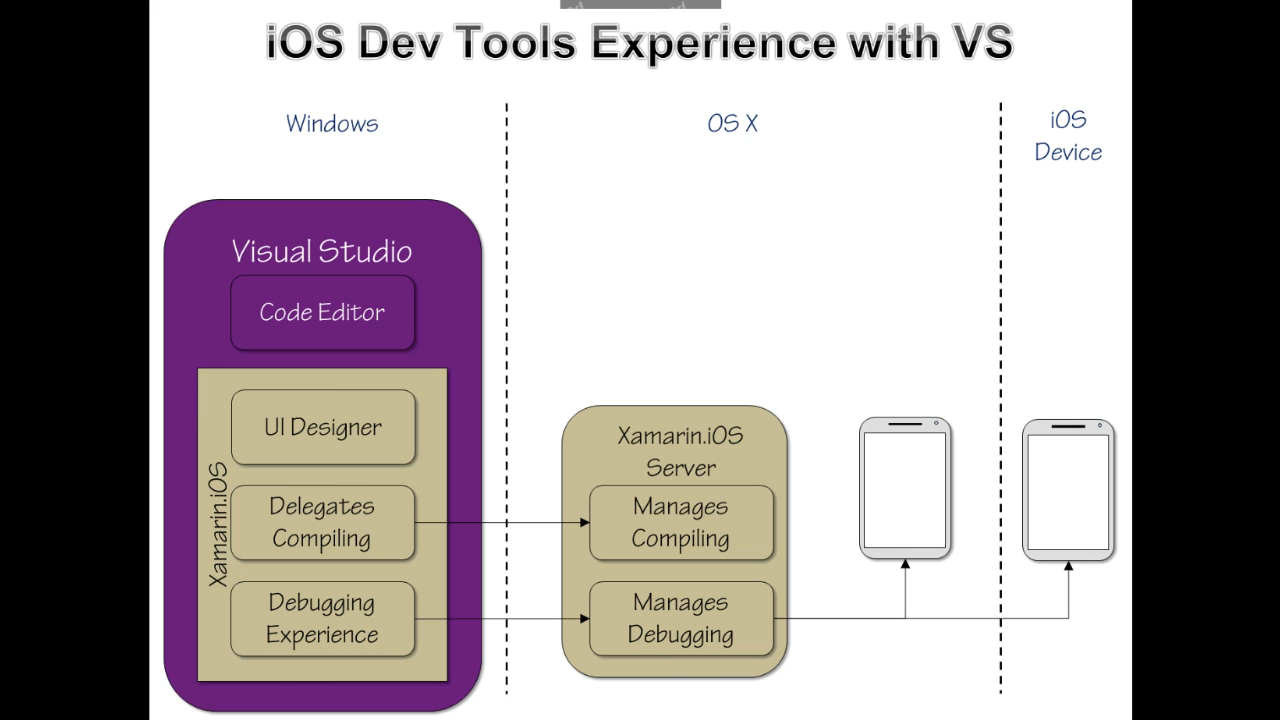 iOS Dev Tools Experience with VS
Windows
OS X
iOS
Device
Visual Studio
Code Editor
Xamarin.iOS
UI Designer
Delegates
Compiling
Debugging
Experience
Xamarin.iOS
Server
Manages
Compiling
Manages
Debugging